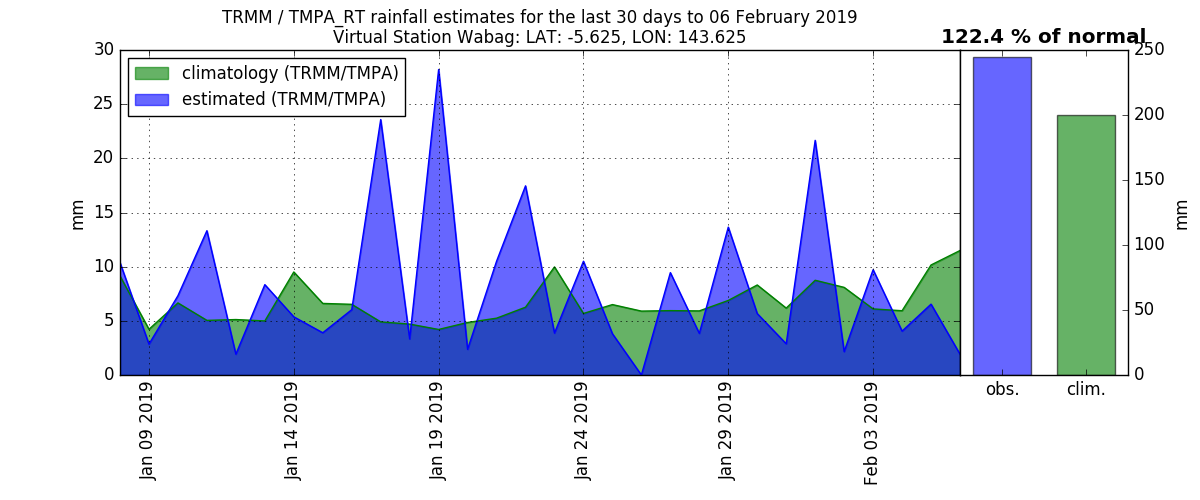 TRMM / TMPA_RT rainfall estimates for the last 30 days to 06 February 2019
Virtual Station Wabag: LAT: -5.625, LON: 143.625
122.4 % of normal
climatology (TRMM/TMPA)
estimated (TRMM/TMPA)
30
25
20
15
10
5
0
mm
Jan 09 2019
Jan 14 2019
Jan 19 2019
Jan 24 2019
Jan 29 2019
Feb 03 2019
250
200
150
100
50
0
mm
obs.
clim.